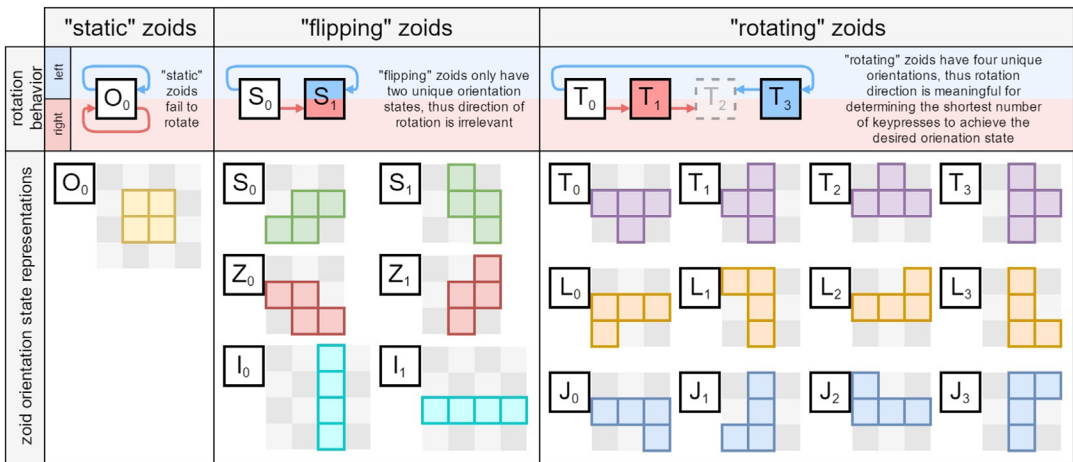 "static" zoids
"flipping" zoids
"rotating" zoids
rotation
behavior
left
right
O0
"static"
zoids
fail to
rotate
S0
S1
"flipping" zoids only have
two unique orientation
states, thus direction of
rotation is irrelevant
T0
T1
T2
T3
"rotating" zoids have four unique
orientations, thus rotation
direction is meaningful for
determining the shortest number
of keypresses to achieve the
desired orienation state
zoid orientation state representations
O0
S0
S1
T0
T1
T2
T3
Z0
Z1
L0
L1
L2
L3
I0
I1
J0
J1
J2
J3